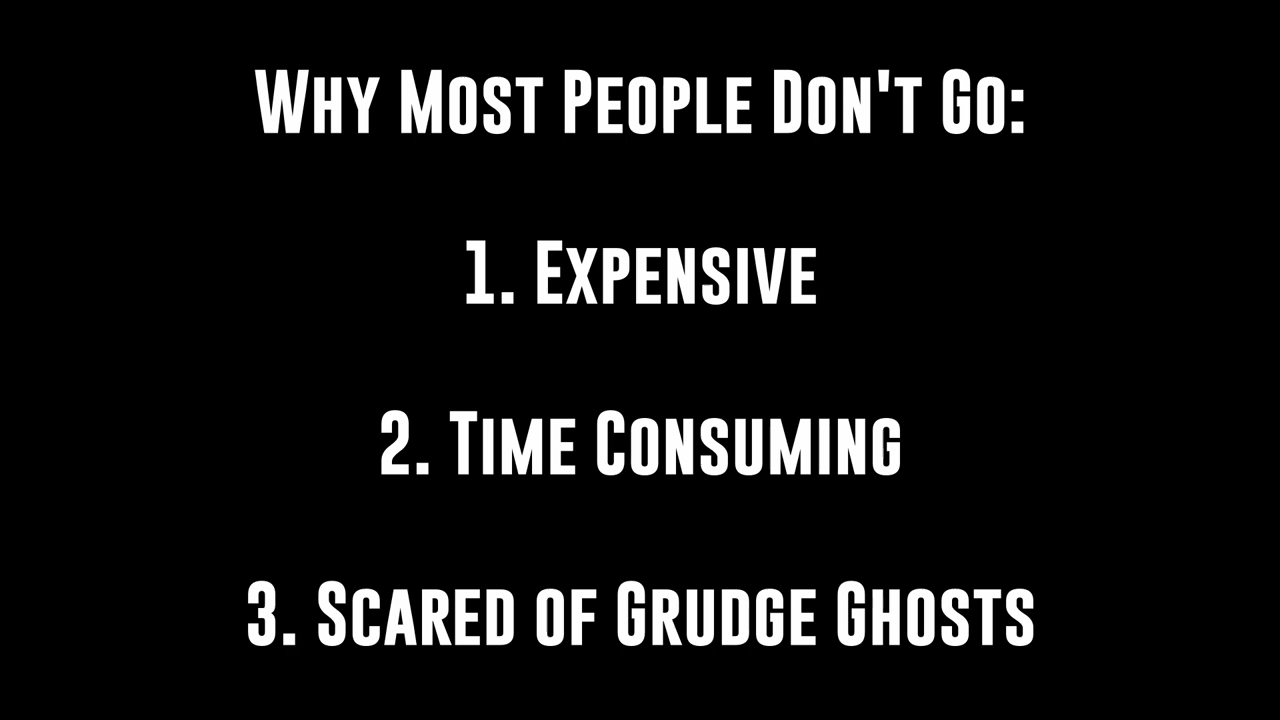 Why Most People Don't Go:
1. Expensive
2. Time Consuming
3. Scared of Grudge Ghosts